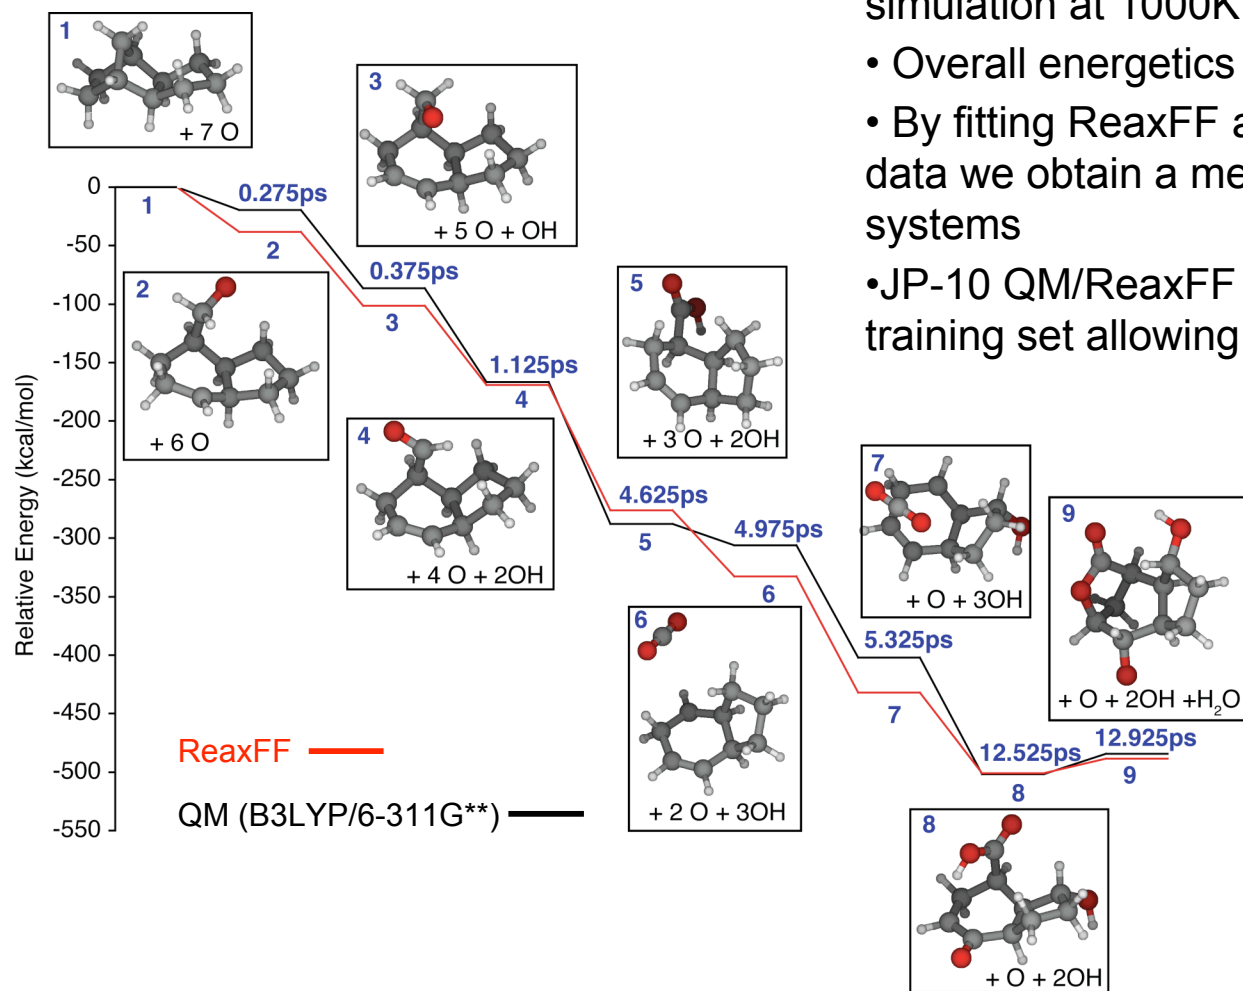 simulation at 1000K
• Overall energetics
• By fitting ReaxFF a
data we obtain a me
systems
•JP-10 QM/ReaxFF
training set allowing
1
+ 7 O
3
+ 5 O + OH
2
+ 6 O
4
+ 4 O + 2OH
5
+ 3 O + 2OH
6
+ 2 O + 3OH
7
+ O + 3OH
9
+ O + 2OH +H2O
8
+ O + 2OH
Relative Energy (kcal/mol)
0
-50
-100
-150
-200
-250
-300
-350
-400
-450
-500
-550
1
0.275ps
2
0.375ps
3
1.125ps
4
4.625ps
5
4.975ps
6
5.325ps
7
12.525ps
8
12.925ps
9
ReaxFF
QM (B3LYP/6-311G**)